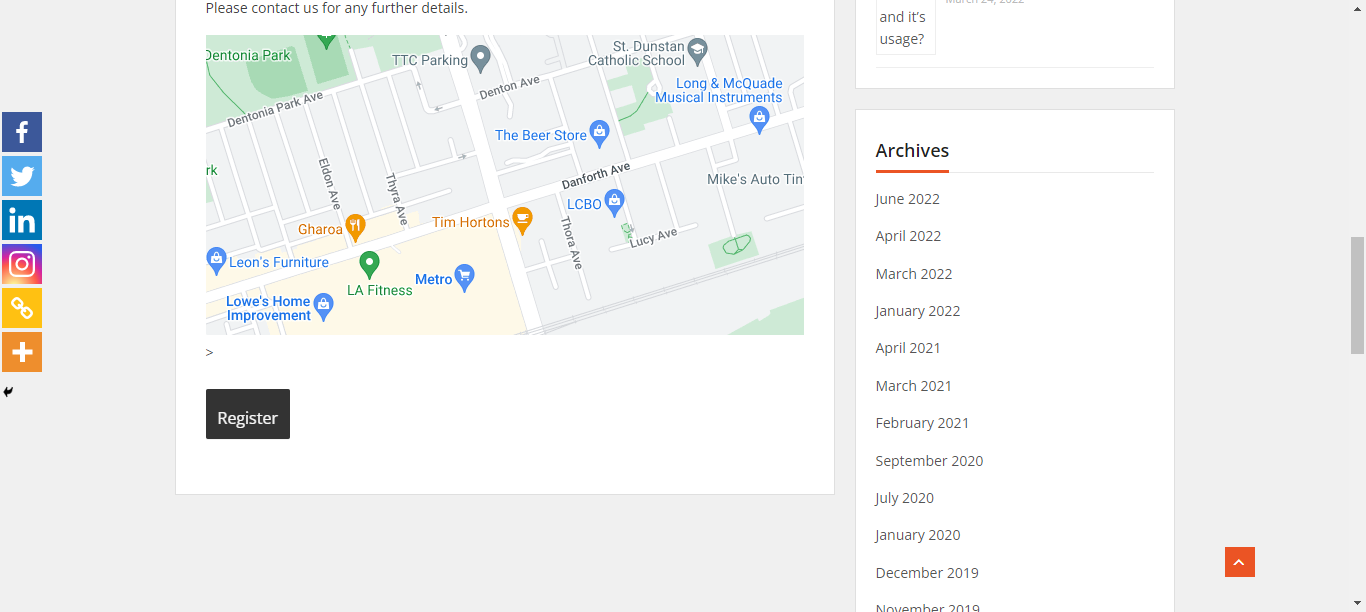 Please contact us for any further details.
Dentonia Park
TTC Parking
St. Dunstan
Catholic School
Long & McQuade
Musical Instruments
Denton Ave
Dentonia Park Ave
The Beer Store
rk
Eldon Ave
Thyra Ave
Danforth Ave
Mike's Auto Tin
LCBO
Gharoa
Tim Hortons
Thora Ave
Lucy Ave
Leon's Furniture
LA Fitness
Metro
Lowe's Home
Improvement
>
Register
March 24, 2022
and it's
usage?
Archives
June 2022
April 2022
March 2022
January 2022
April 2021
March 2021
February 2021
September 2020
July 2020
January 2020
December 2019
November 2019